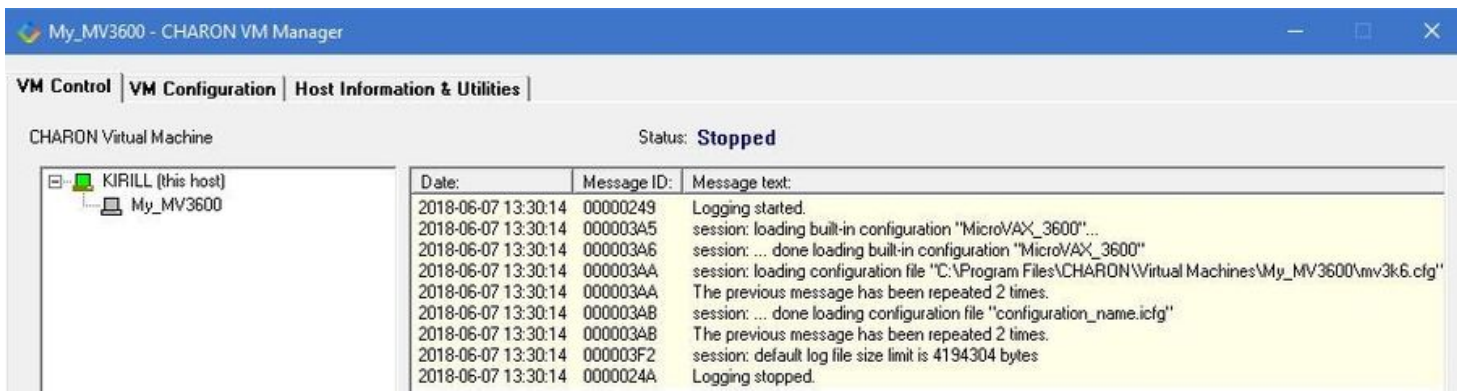 My_MV3600 - CHARON VM Manager
VM Control VM Configuration Host Information & Utilities
CHARON Virtual Machine Status: Stopped
KIRILL (this host)
My_MV3600
Date: Message ID: Message text:
2018-06-07 13:30:14 00000249 Logging started.
2018-06-07 13:30:14 000003A5 session: loading built-in configuration "MicroVAX_3600"...
2018-06-07 13:30:14 000003A6 session: ... done loading built-in configuration "MicroVAX_3600"
2018-06-07 13:30:14 000003AA session: loading configuration file "C:\Program Files\CHARON\Virtual Machines\My_MV3600\mv3k6.cfg"
2018-06-07 13:30:14 000003AA The previous message has been repeated 2 times.
2018-06-07 13:30:14 000003AB session: ... done loading configuration file "configuration_name.icfg"
2018-06-07 13:30:14 000003AB The previous message has been repeated 2 times.
2018-06-07 13:30:14 000003F2 session: default log file size limit is 4194304 bytes
2018-06-07 13:30:14 0000024A Logging stopped.